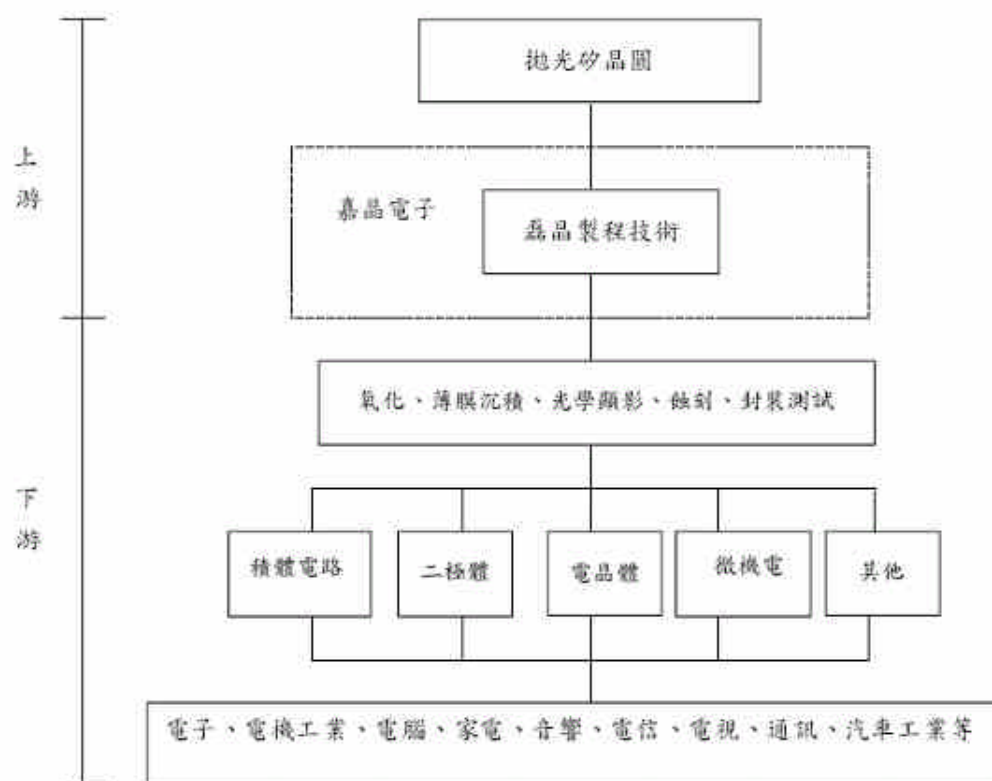 拋光矽晶圓
上游
嘉晶電子
磊晶製程技術
氧化、薄膜沉積、光學顯影、蝕刻、封裝測試
下游
積體電路
二極體
電晶體
微機電
其他
電子、電機工業、電腦、家電、音響、電信、電視、通訊、汽車工業等